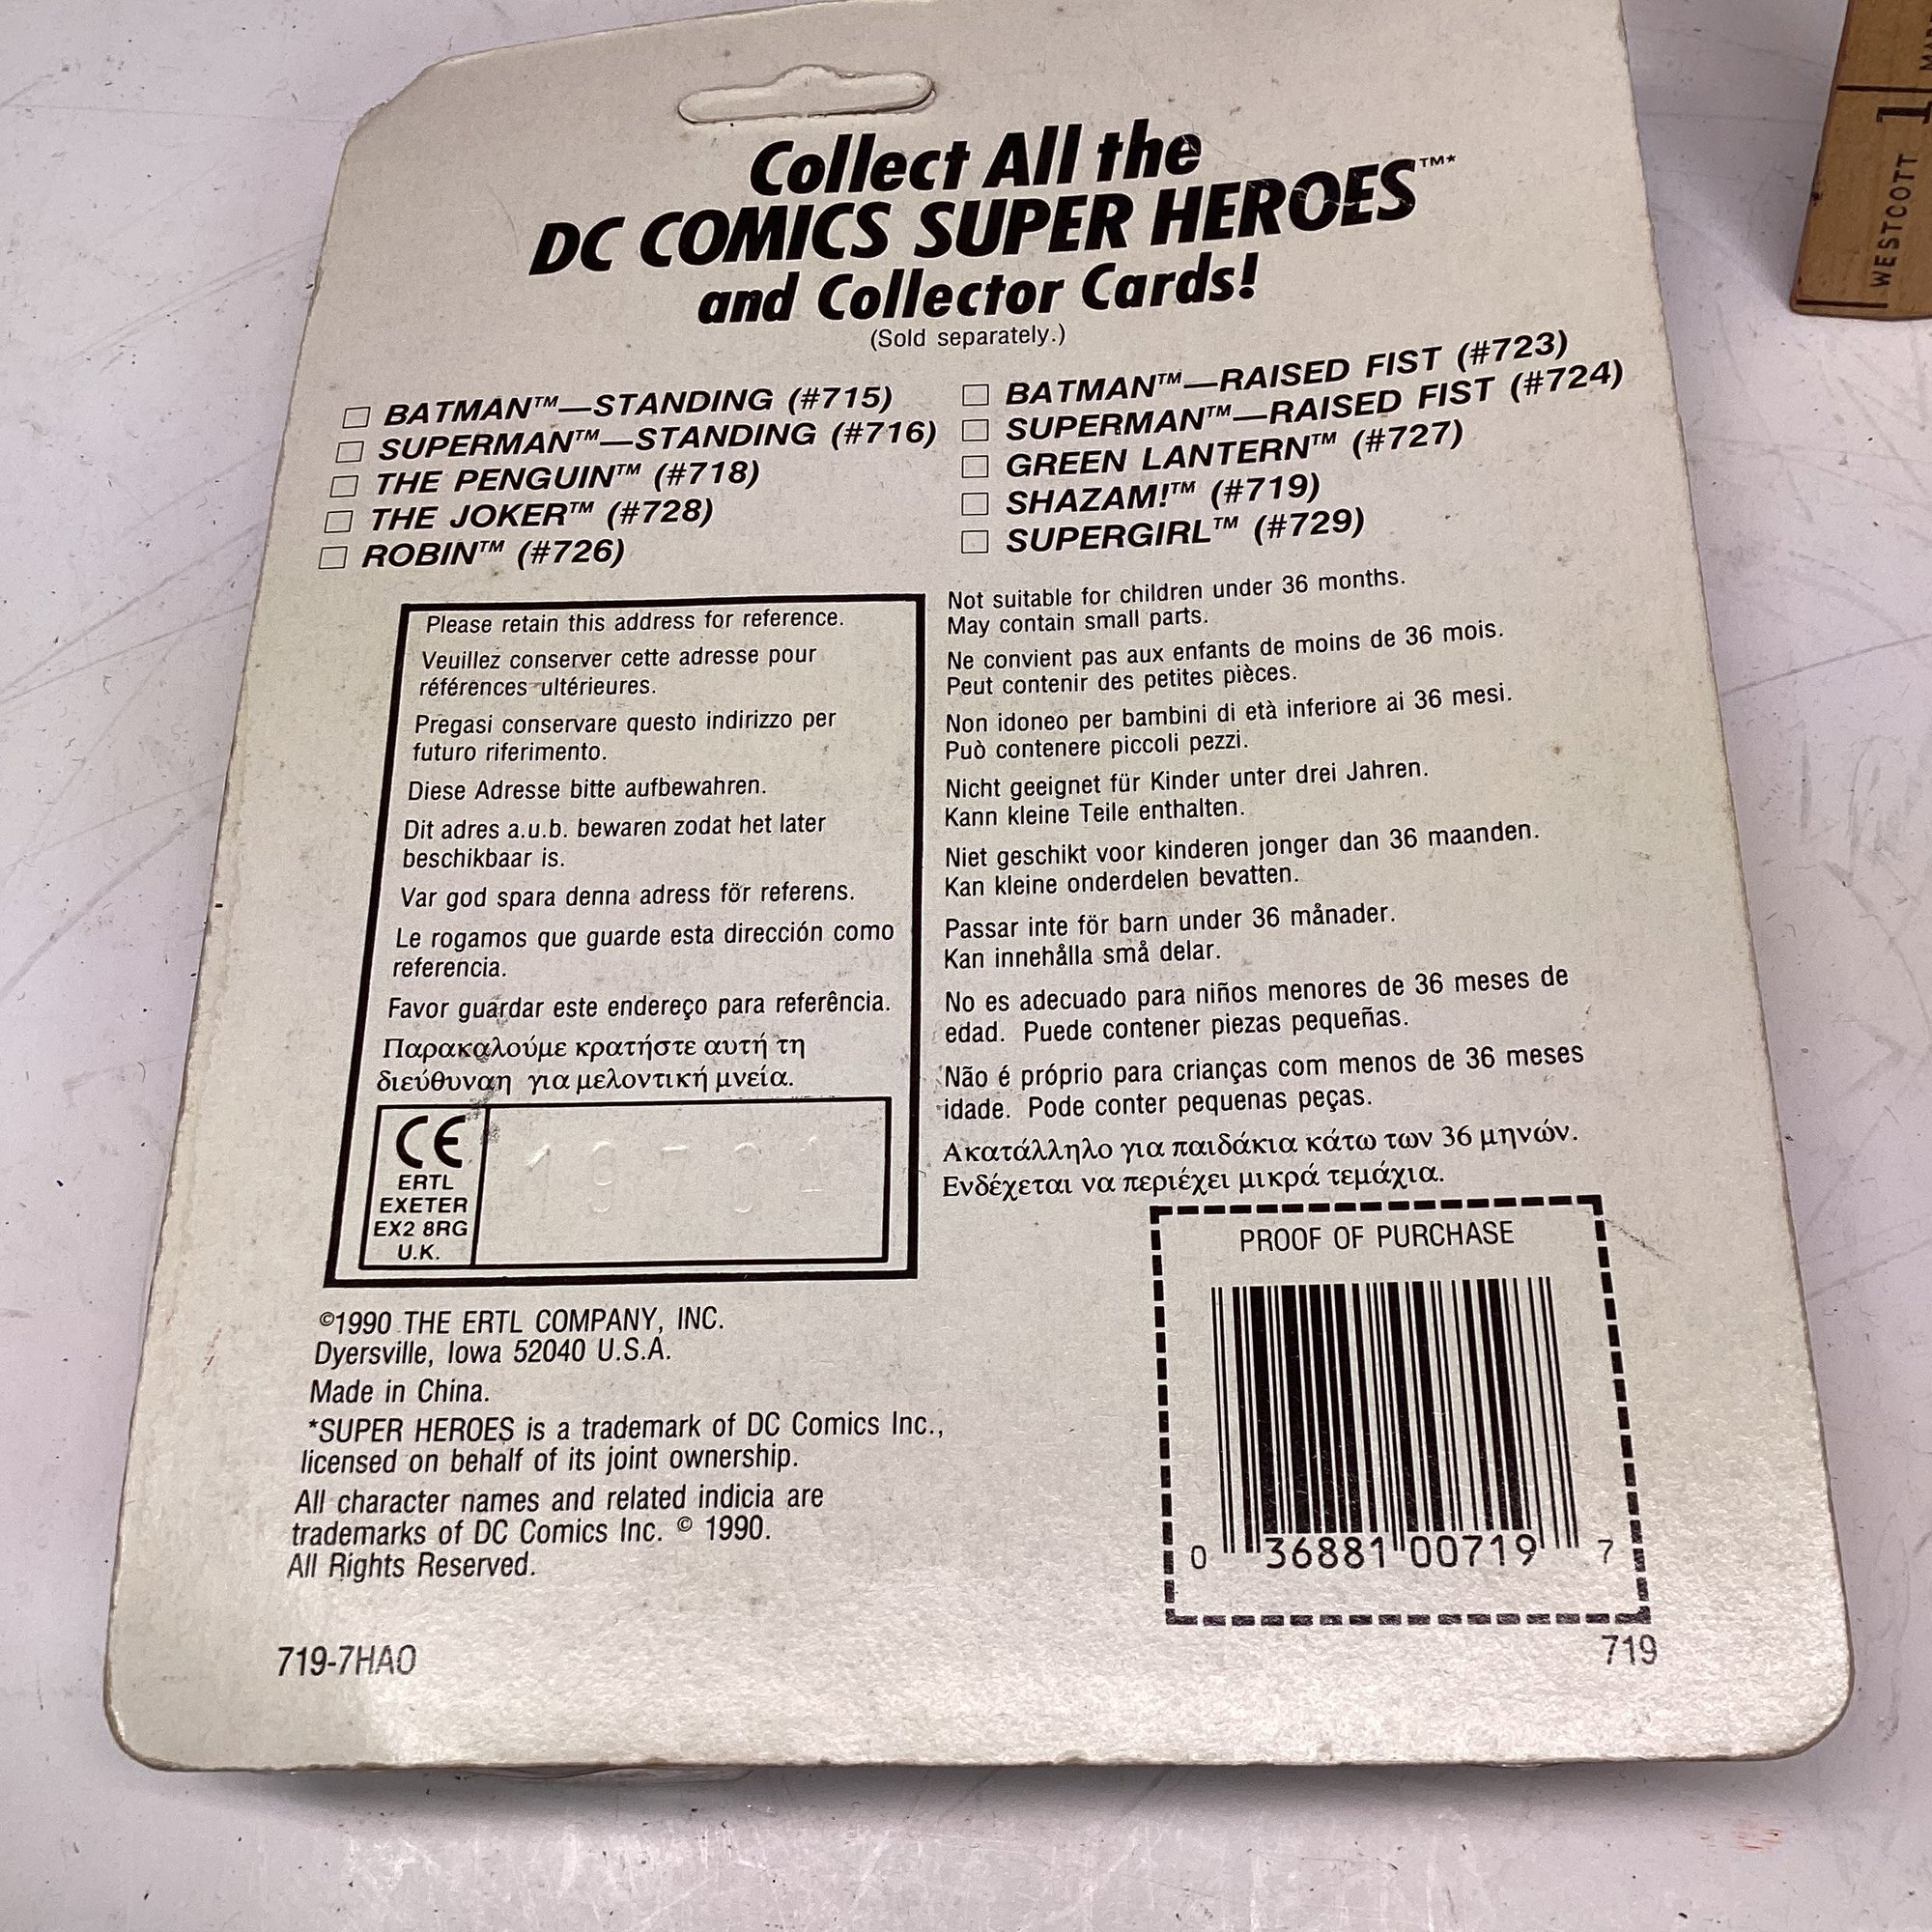 Collect All the
DC COMICS SUPER HEROES™*
and Collector Cards!
(Sold separately.)
☐ BATMAN™—STANDING (#715)
☐ SUPERMAN™—STANDING (#716)
☐ THE PENGUIN™ (#718)
☐ THE JOKER™ (#728)
☐ ROBIN™ (#726)
☐ BATMAN™—RAISED FIST (#723)
☐ SUPERMAN™—RAISED FIST (#724)
☐ GREEN LANTERN™ (#727)
☐ SHAZAM!™ (#719)
☐ SUPERGIRL™ (#729)
Please retain this address for reference.
Veuillez conserver cette adresse pour
références ultérieures.
Pregasi conservare questo indirizzo per
futuro riferimento.
Diese Adresse bitte aufbewahren.
Dit adres a.u.b. bewaren zodat het later
beschikbaar is.
Var god spara denna adress för referens.
Le rogamos que guarde esta dirección como
referencia.
Favor guardar este endereço para referência.
Παρακαλούμε κρατήστε αυτή τη
διεύθυνση για μελοντική μνεία.
CE
ERTL
EXETER
EX2 8RG
U.K.
Not suitable for children under 36 months.
May contain small parts.
Ne convient pas aux enfants de moins de 36 mois.
Peut contenir des petites pièces.
Non idoneo per bambini di età inferiore ai 36 mesi.
Può contenere piccoli pezzi.
Nicht geeignet für Kinder unter drei Jahren.
Kann kleine Teile enthalten.
Niet geschikt voor kinderen jonger dan 36 maanden.
Kan kleine onderdelen bevatten.
Passar inte för barn under 36 månader.
Kan innehålla små delar.
No es adecuado para niños menores de 36 meses de
edad. Puede contener piezas pequeñas.
Não é próprio para crianças com menos de 36 meses
idade. Pode conter pequenas peças.
Ακατάλληλο για παιδάκια κάτω των 36 μηνών.
Ενδέχεται να περιέχει μικρά τεμάχια.
©1990 THE ERTL COMPANY, INC.
Dyersville, Iowa 52040 U.S.A.
Made in China.
*SUPER HEROES is a trademark of DC Comics Inc.,
licensed on behalf of its joint ownership.
All character names and related indicia are
trademarks of DC Comics Inc. © 1990.
All Rights Reserved.
719-7HAO
PROOF OF PURCHASE
0 36881 00719 7
719
WESTCOTT
1